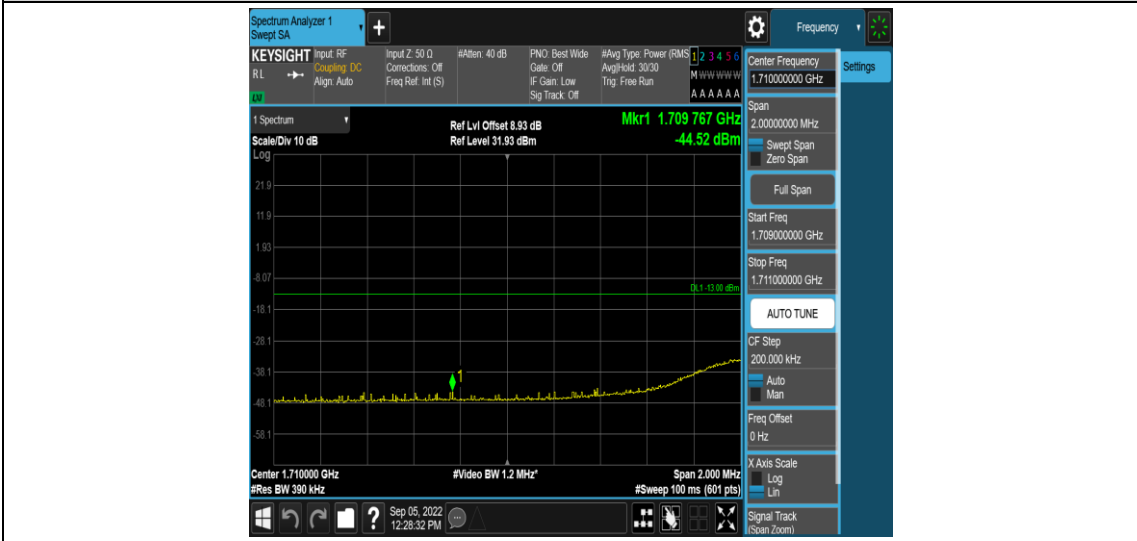 Spectrum Analyzer 1
Swept SA
+
Frequency
KEYSIGHT
RL
Input: RF
Coupling: DC
Align: Auto
Input Z: 50 Ω
Corrections: Off
Freq Ref: Int (S)
#Atten: 40 dB
PNO: Best Wide
Gate: Off
IF Gain: Low
Sig Track: Off
#Avg Type: Power (RMS
Avg|Hold: 30/30
Trig: Free Run
1 2 3 4 5 6
M W W W W W
A A A A A A
1 Spectrum
Scale/Div 10 dB
Ref Lvl Offset 8.93 dB
Ref Level 31.93 dBm
Mkr1 1.709 767 GHz
-44.52 dBm
Log
21.9
11.9
1.93
-8.07
DL1 -13.00 dBm
-18.1
-28.1
-38.1
1
-48.1
-58.1
Center 1.710000 GHz
#Video BW 1.2 MHz*
Span 2.000 MHz
#Res BW 390 kHz
#Sweep 100 ms (601 pts)
?
Sep 05, 2022
12:28:32 PM
Center Frequency
1.710000000 GHz
Settings
Span
2.00000000 MHz
Swept Span
Zero Span
Full Span
Start Freq
1.709000000 GHz
Stop Freq
1.711000000 GHz
AUTO TUNE
CF Step
200.000 kHz
Auto
Man
Freq Offset
0 Hz
X Axis Scale
Log
Lin
Signal Track
(Span Zoom)